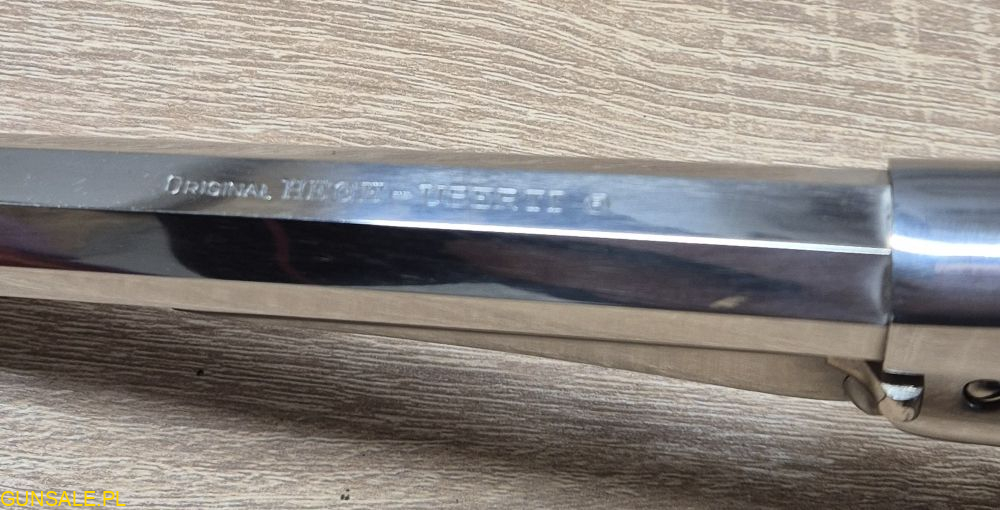 ORIGINAL HEGE - UBERTI ®
GUNSALE.PL